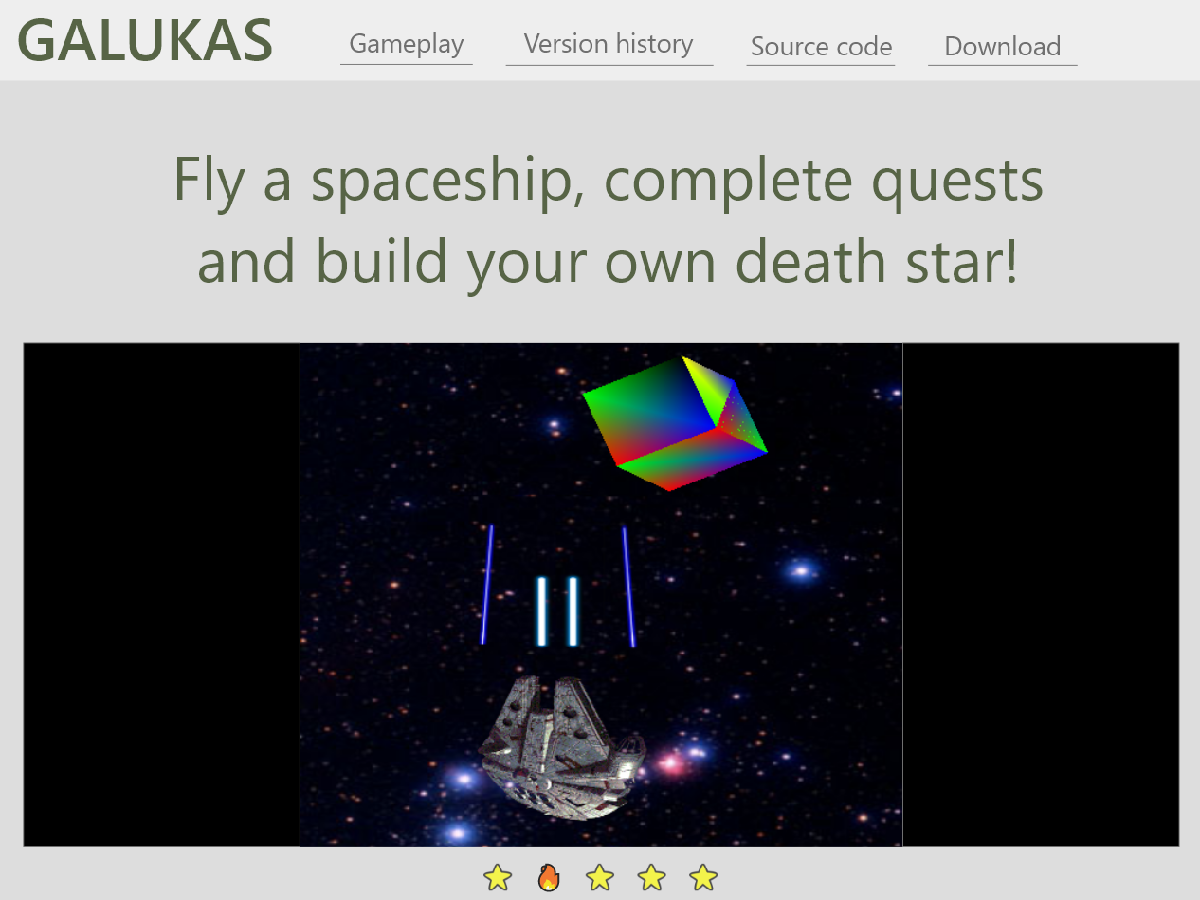 GALUKAS
Gameplay
Version history
Source code
Download
Fly a spaceship, complete quests
and build your own death star!